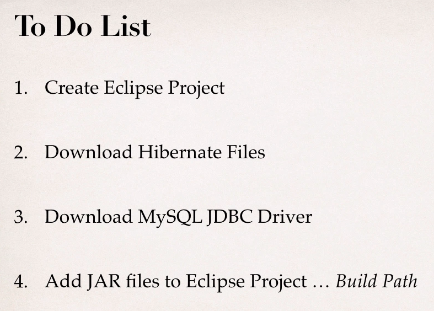 To Do List
1. Create Eclipse Project
2. Download Hibernate Files
3. Download MySQL JDBC Driver
4. Add JAR files to Eclipse Project … Build Path